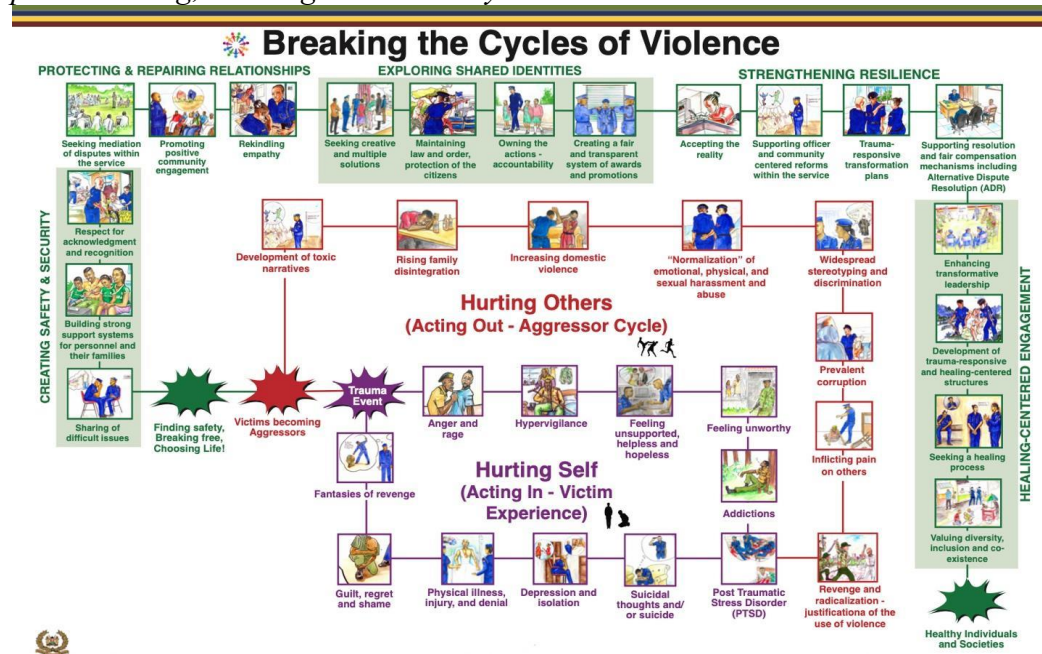 Breaking the Cycles of Violence
PROTECTING & REPAIRING RELATIONSHIPS
EXPLORING SHARED IDENTITIES
STRENGTHENING RESILIENCE
Seeking mediation
of disputes within
the service
Promoting
positive
community
engagement
Rekindling
empathy
Seeking creative
and multiple
solutions
Maintaining
law and order,
protection of the
citizens
Owning the
actions -
accountability
Creating a fair
and transparent
system of awards
and promotions
Accepting the
reality
Supporting officer
and community
centered reforms
within the service
Trauma-
responsive
transformation
plans
Supporting resolution
and fair compensation
mechanisms including
Alternative Dispute
Resolution (ADR)
CREATING SAFETY & SECURITY
Respect for
acknowledgment
and recognition
Building strong
support systems
for personnel and
their families
Sharing of
difficult issues
Finding safety,
Breaking free,
Choosing Life!
Victims becoming
Aggressors
Development of toxic
narratives
Rising family
disintegration
Increasing domestic
violence
“Normalization” of
emotional, physical, and
sexual harassment and
abuse
Widespread
stereotyping and
discrimination
Hurting Others
(Acting Out - Aggressor Cycle)
Prevalent
corruption
Inflicting pain
on others
Revenge and
radicalization -
justificationa of the
use of violence
Trauma
Event
Anger and
rage
Hypervigilance
Feeling
unsupported,
helpless and
hopeless
Feeling unworthy
Hurting Self
(Acting In - Victim
Experience)
Fantasies of revenge
Addictions
Guilt, regret
and shame
Physical illness,
injury, and denial
Depression and
isolation
Suicidal
thoughts and/
or suicide
Post Traumatic
Stress Disorder
(PTSD)
HEALING-CENTERED ENGAGEMENT
Enhancing
transformative
leadership
Development of
trauma-responsive
and healing-centered
structures
Seeking a healing
process
Valuing diversity,
inclusion and co-
existence
Healthy Individuals
and Societies